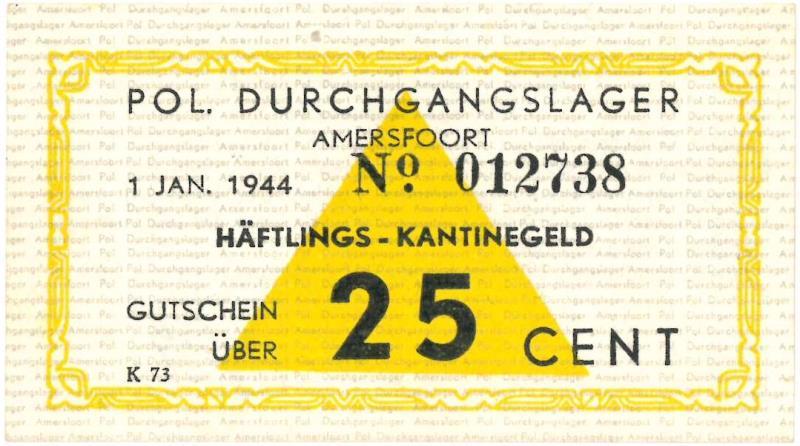 POL. DURCHGANGSLAGER
AMERSFOORT
1 JAN. 1944 No. 012738
HÄFTLINGS - KANTINEGELD
GUTSCHEIN
ÜBER 25 CENT
K 73